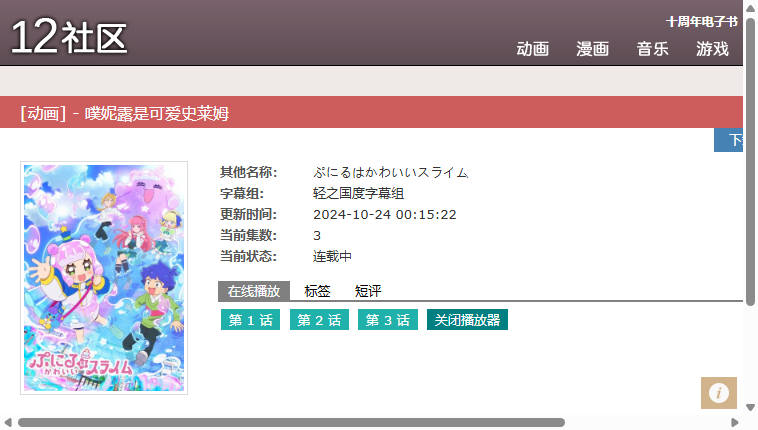 12社区
十周年电子书
动画 漫画 音乐 游戏
[动画] - 噗妮露是可爱史莱姆
其他名称: ぷにるはかわいいスライム
字幕组: 轻之国度字幕组
更新时间: 2024-10-24 00:15:22
当前集数: 3
当前状态: 连载中
ぷにるは
かわいいスライム
在线播放 标签 短评
第 1 话 第 2 话 第 3 话 关闭播放器